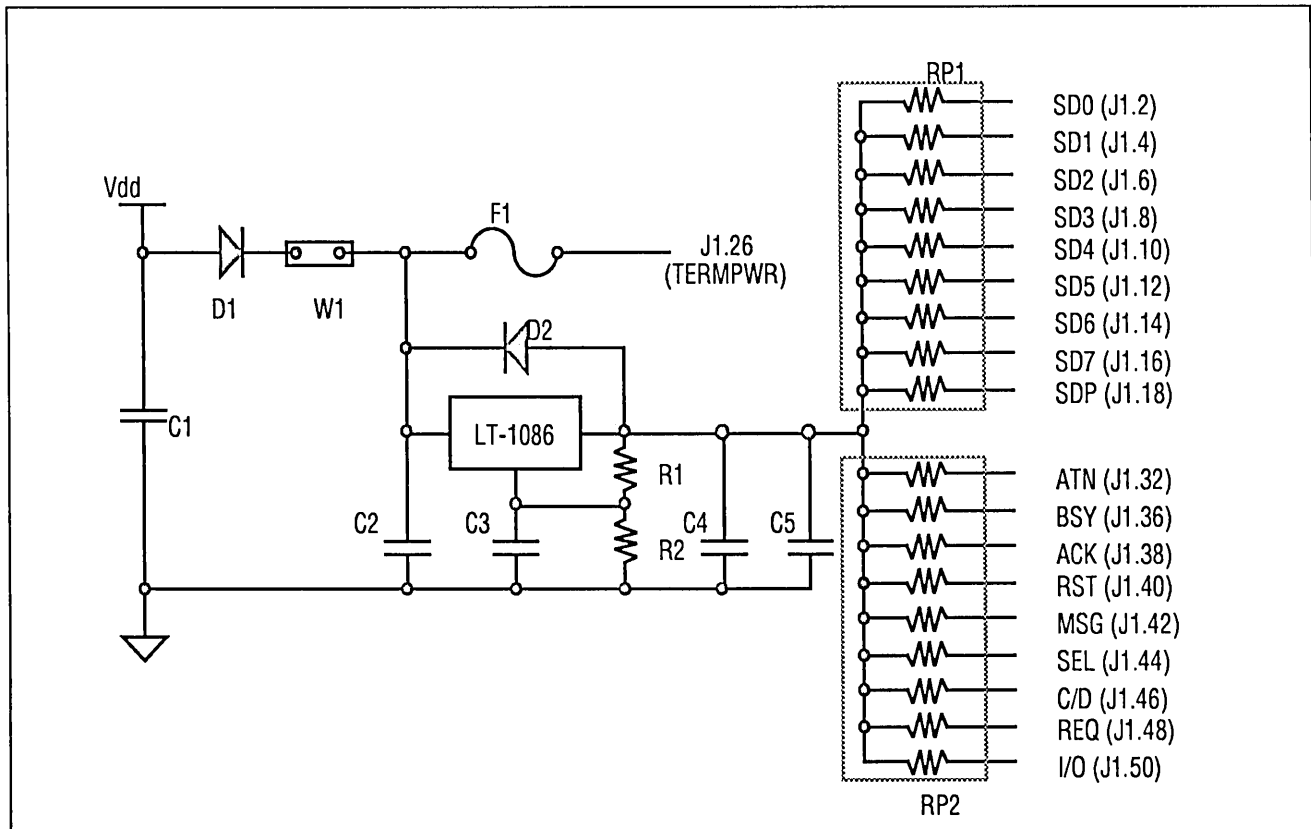 RP1
SD0 (J1.2)
SD1 (J1.4)
SD2 (J1.6)
SD3 (J1.8)
SD4 (J1.10)
SD5 (J1.12)
SD6 (J1.14)
SD7 (J1.16)
SDP (J1.18)
Vdd
F1
J1.26
(TERMPWR)
D1
W1
D2
C1
LT-1086
R1
C2
C3
R2
C4
C5
ATN (J1.32)
BSY (J1.36)
ACK (J1.38)
RST (J1.40)
MSG (J1.42)
SEL (J1.44)
C/D (J1.46)
REQ (J1.48)
I/O (J1.50)
RP2